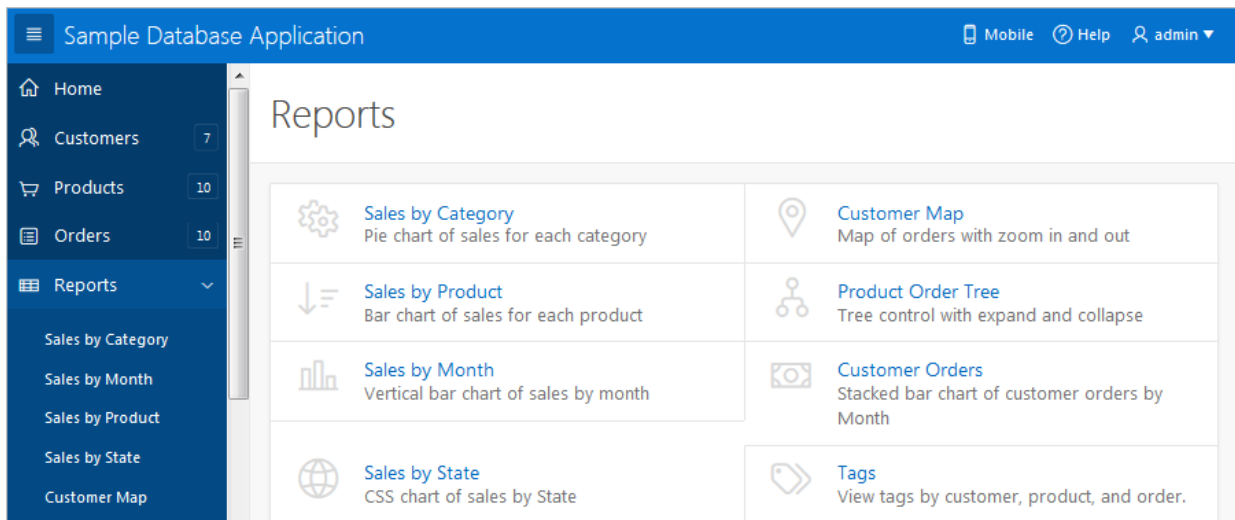 Sample Database Application
Mobile
Help
admin
Home
Customers 7
Products 10
Orders 10
Reports
Sales by Category
Sales by Month
Sales by Product
Sales by State
Customer Map
Reports
Sales by Category
Pie chart of sales for each category
Customer Map
Map of orders with zoom in and out
Sales by Product
Bar chart of sales for each product
Product Order Tree
Tree control with expand and collapse
Sales by Month
Vertical bar chart of sales by month
Customer Orders
Stacked bar chart of customer orders by
Month
Sales by State
CSS chart of sales by State
Tags
View tags by customer, product, and order.